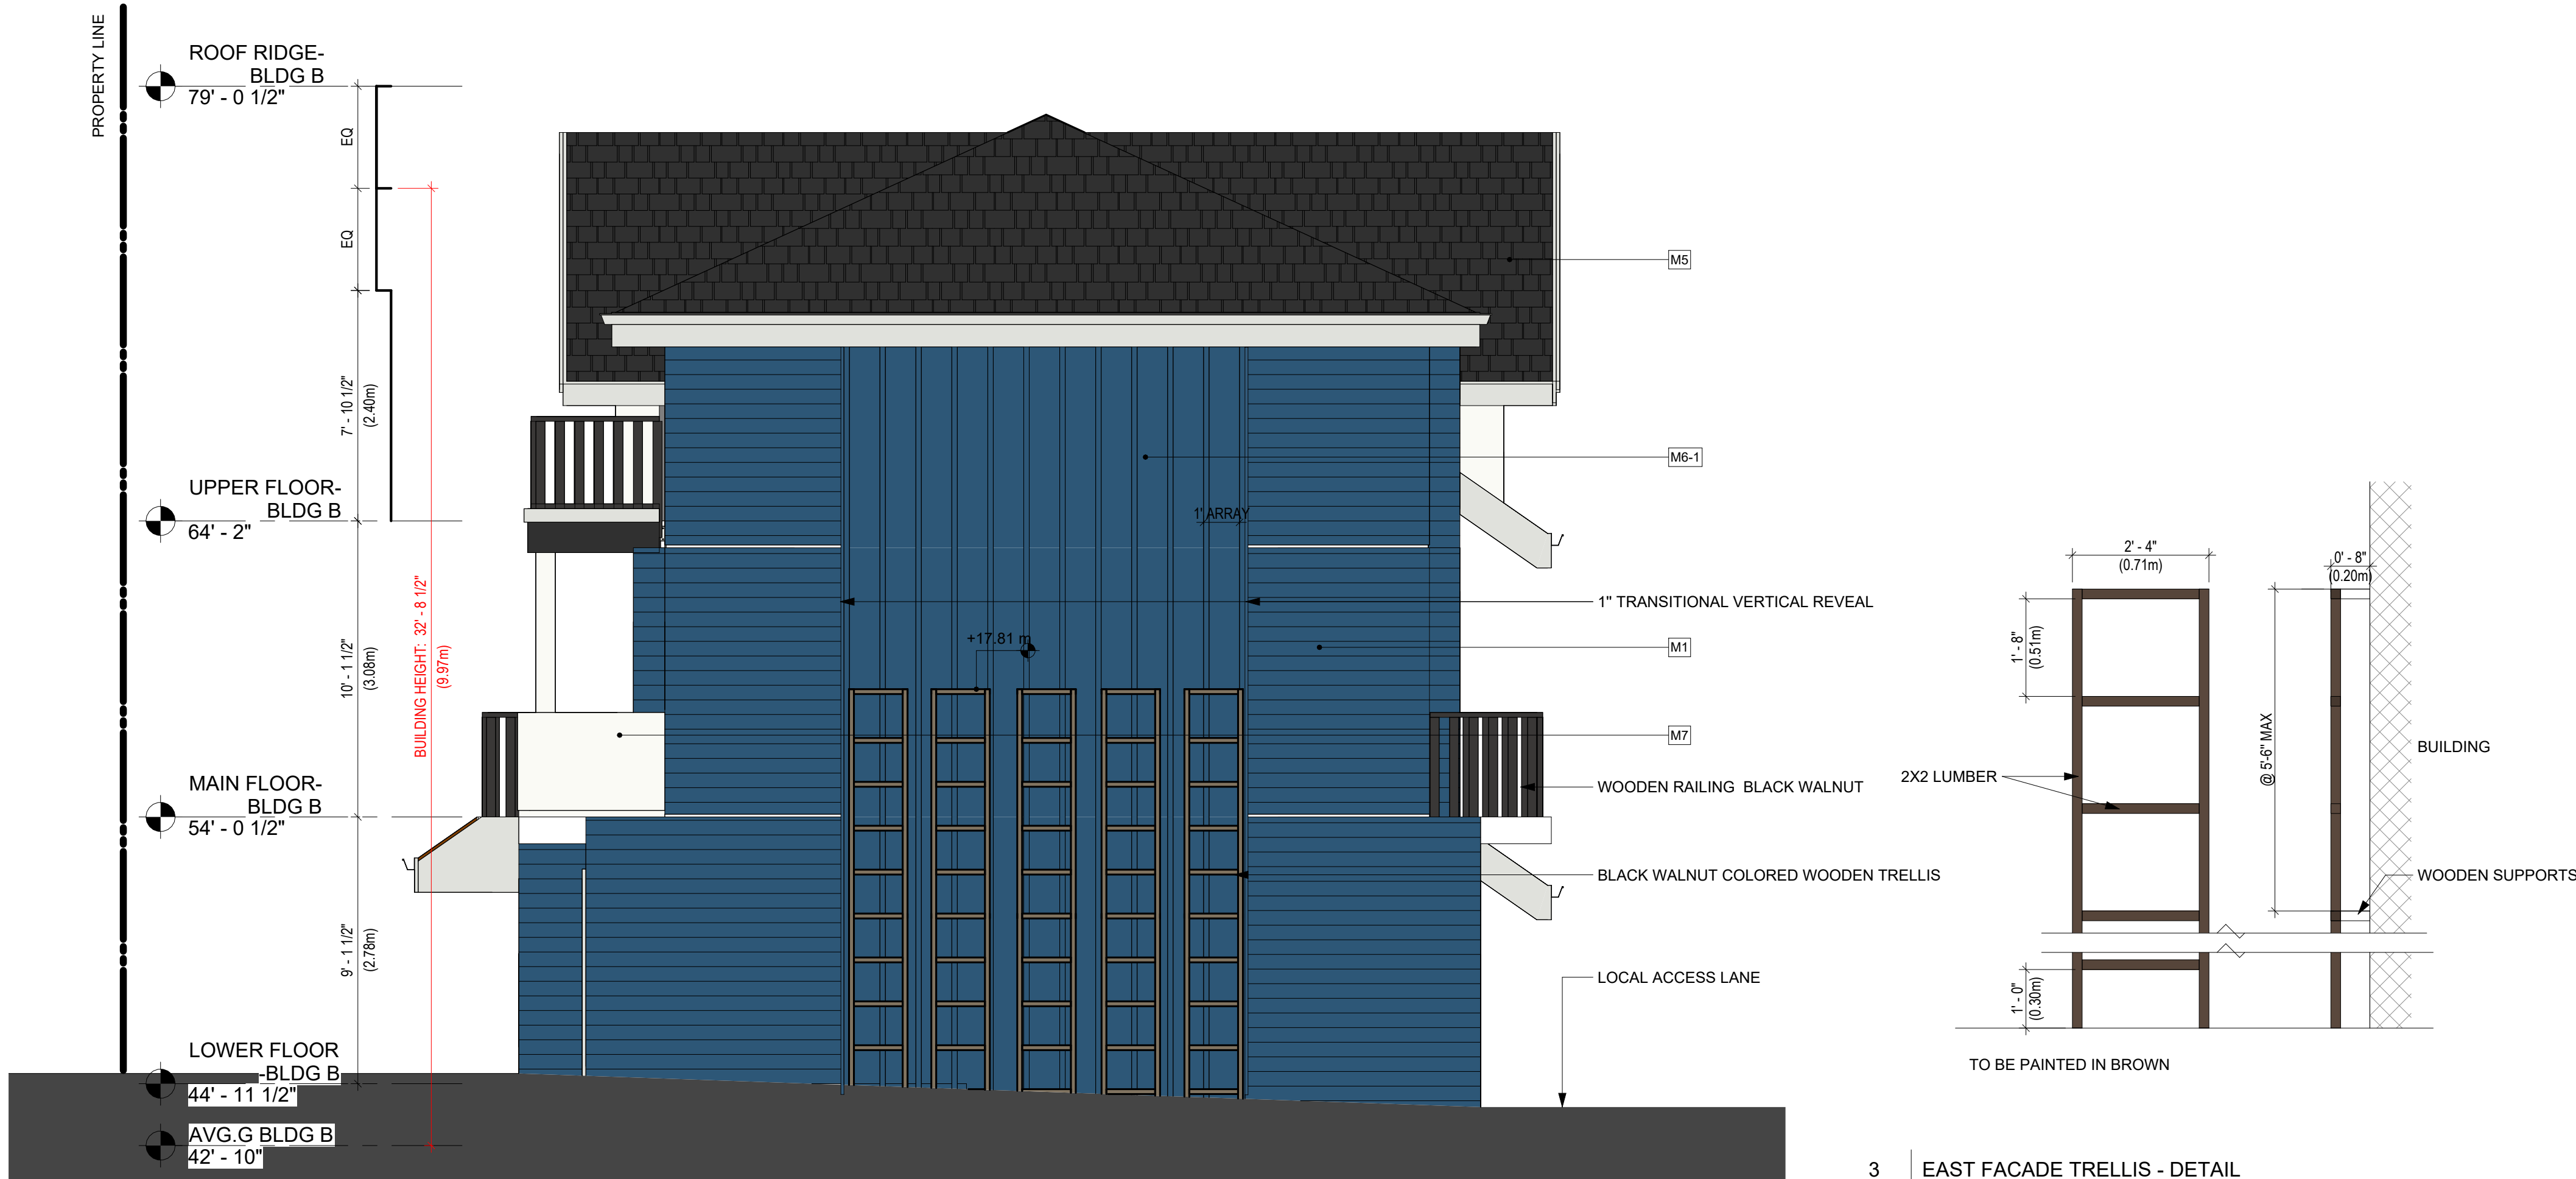 PROPERTY LINE
ROOF RIDGE-
BLDG B
79' - 0 1/2"
EQ
EQ
7' - 10 1/2"
(2.40m)
UPPER FLOOR-
BLDG B
64' - 2"
10' - 1 1/2"
(3.08m)
BUILDING HEIGHT: 32' - 8 1/2"
(9.97m)
MAIN FLOOR-
BLDG B
54' - 0 1/2"
9' - 1 1/2"
(2.78m)
LOWER FLOOR
-BLDG B
44' - 11 1/2"
AVG.G BLDG B
42' - 10"
1' ARRAY
+17.81 m
M5
M6-1
1" TRANSITIONAL VERTICAL REVEAL
M1
M7
WOODEN RAILING BLACK WALNUT
BLACK WALNUT COLORED WOODEN TRELLIS
LOCAL ACCESS LANE
2' - 4"
(0.71m)
0' - 8"
(0.20m)
1' - 8"
(0.51m)
@ 5'-6" MAX
BUILDING
2X2 LUMBER
WOODEN SUPPORTS
1' - 0"
(0.30m)
TO BE PAINTED IN BROWN
3 EAST FACADE TRELLIS - DETAIL